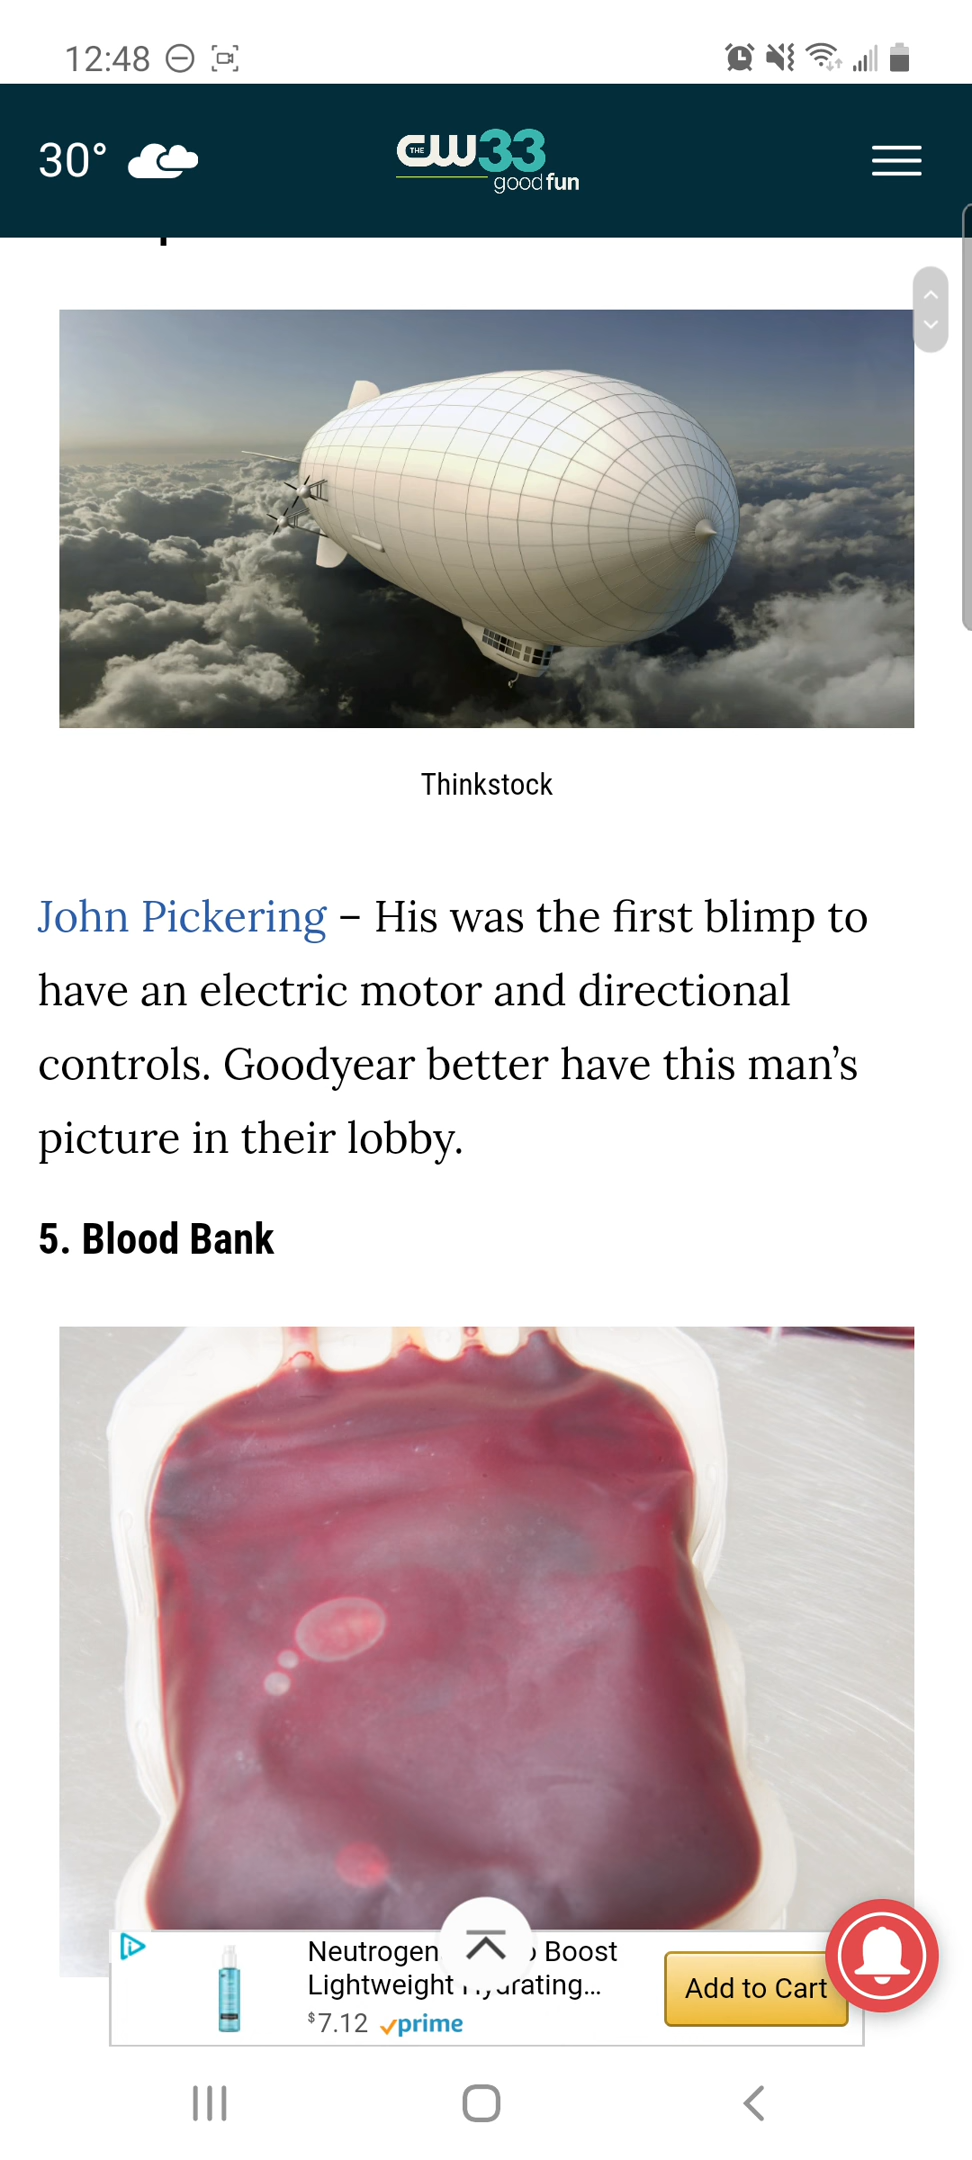 12:48
30°
THE CW33
good fun
Thinkstock
John Pickering – His was the first blimp to
have an electric motor and directional
controls. Goodyear better have this man’s
picture in their lobby.
5. Blood Bank
Boost
Lightweight
$7.12 prime
Add to Cart